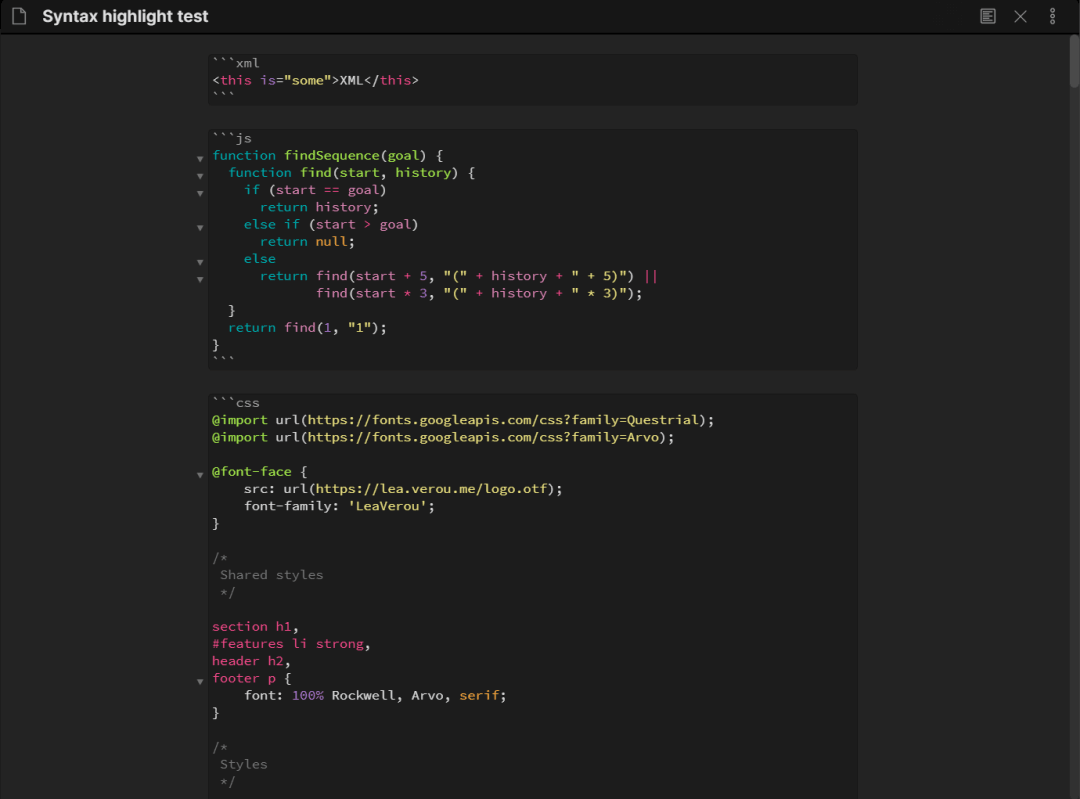 Syntax highlight test
```xml
<this is="some">XML</this>
```
```js
function findSequence(goal) {
  function find(start, history) {
    if (start == goal)
      return history;
    else if (start > goal)
      return null;
    else
      return find(start + 5, "(" + history + " + 5)") ||
             find(start * 3, "(" + history + " * 3)");
  }
  return find(1, "1");
}
```
```css
@import url(https://fonts.googleapis.com/css?family=Questrial);
@import url(https://fonts.googleapis.com/css?family=Arvo);

@font-face {
    src: url(https://lea.verou.me/logo.otf);
    font-family: 'LeaVerou';
}

/*
 Shared styles
 */

section h1,
#features li strong,
header h2,
footer p {
    font: 100% Rockwell, Arvo, serif;
}

/*
 Styles
 */